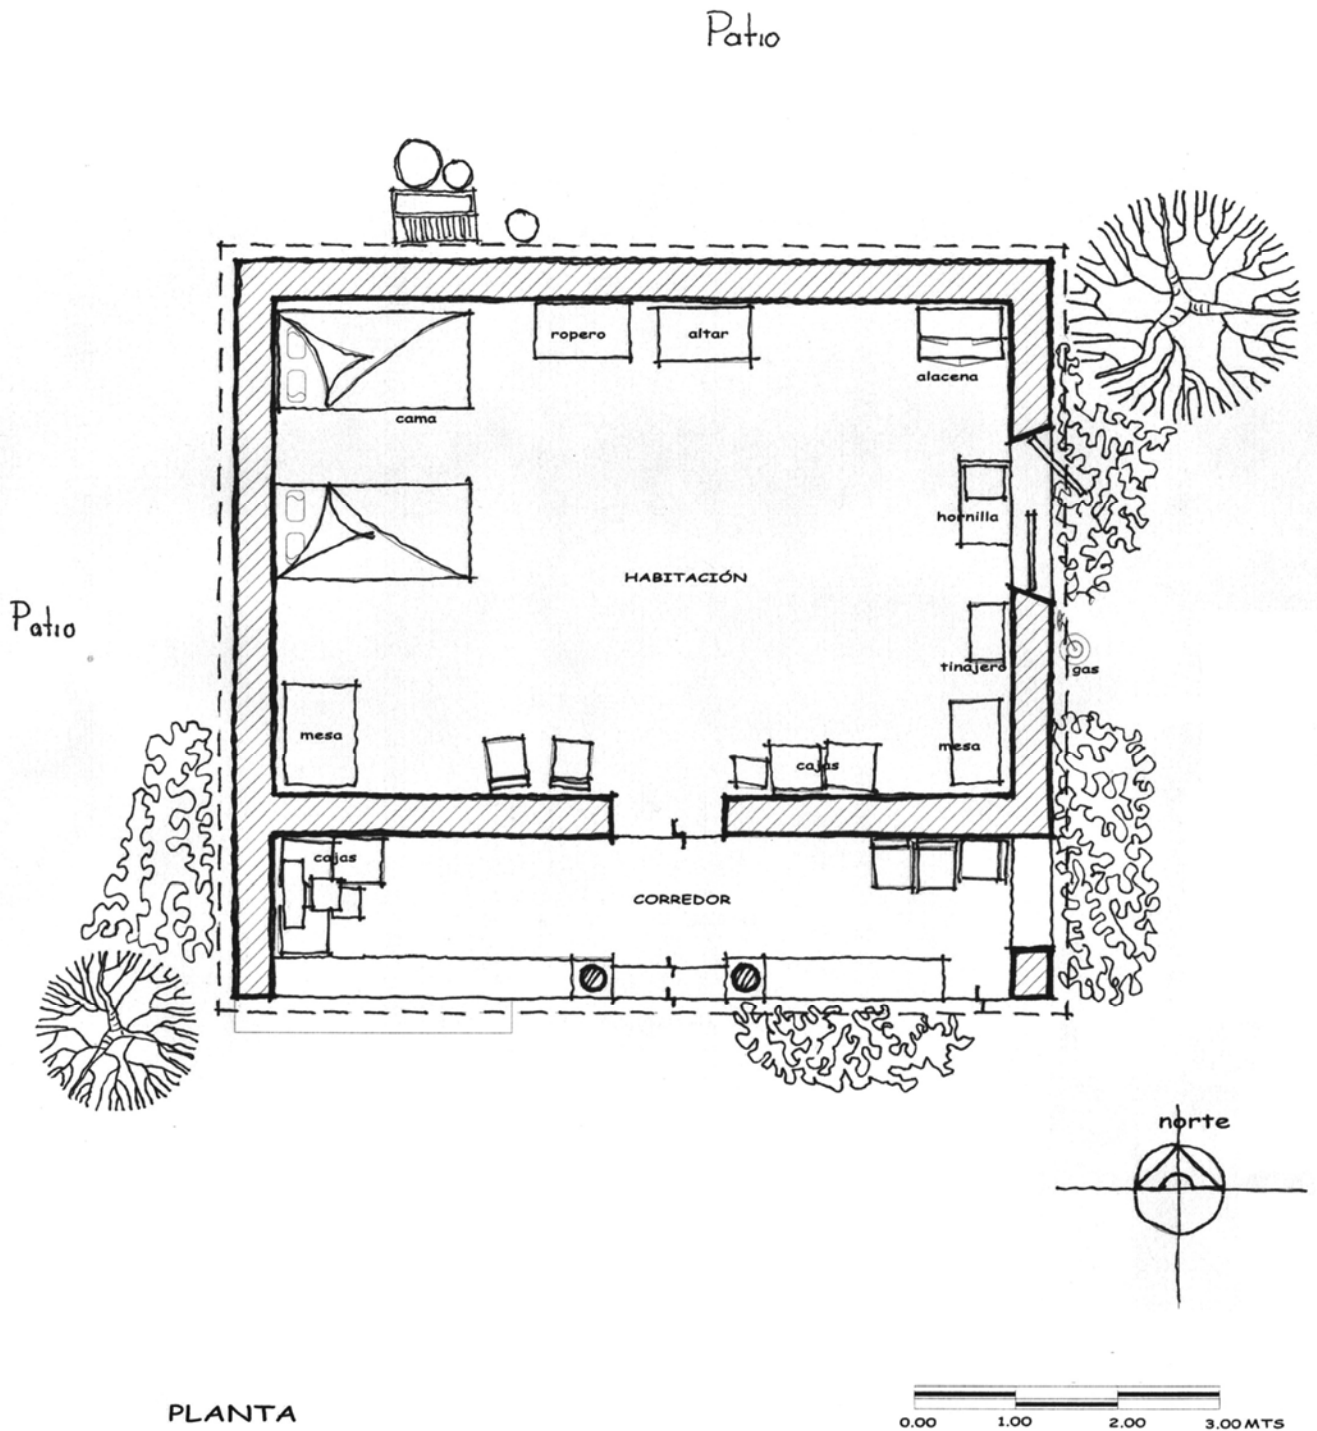 Patio
ropero
altar
alacena
cama
hornilla
HABITACIÓN
Patio
tinajero
gas
mesa
mesa
cajas
cajas
CORREDOR
norte
PLANTA
0.00 1.00 2.00 3.00 MTS